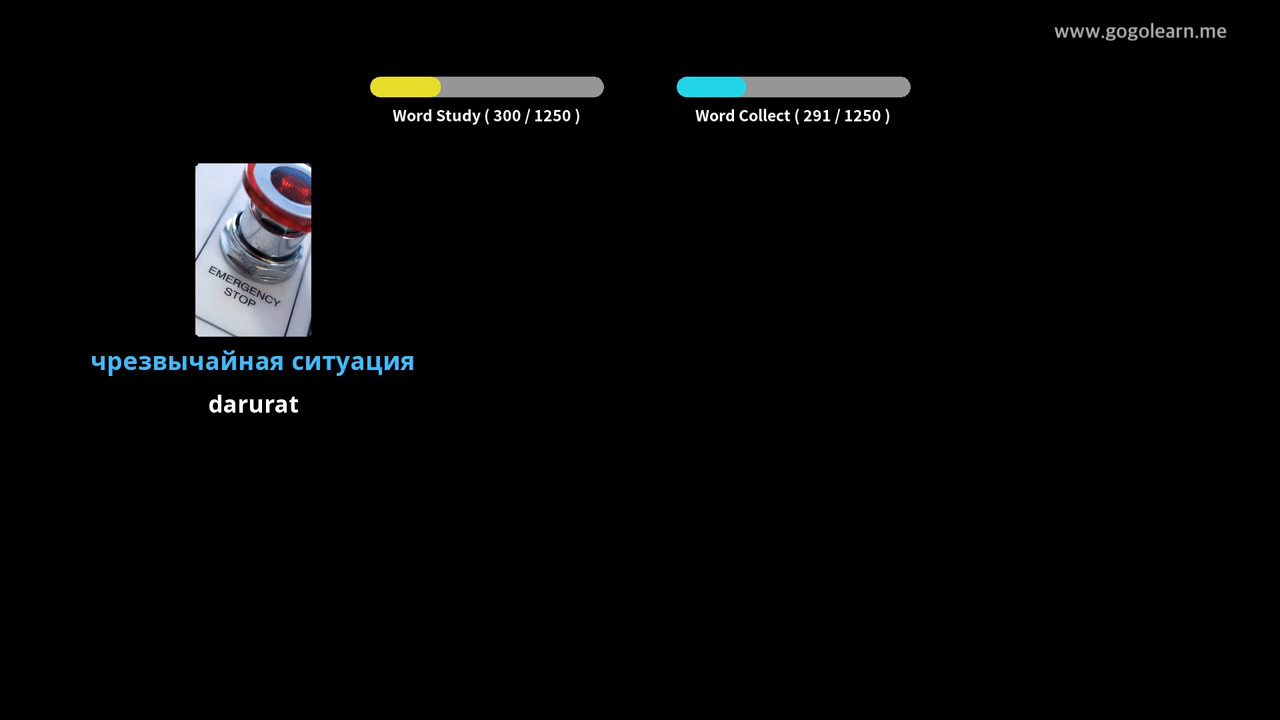 www.gogolearn.me
Word Study ( 300 / 1250 )
Word Collect ( 291 / 1250 )
EMERGENCY
STOP
чрезвычайная ситуация
darurat